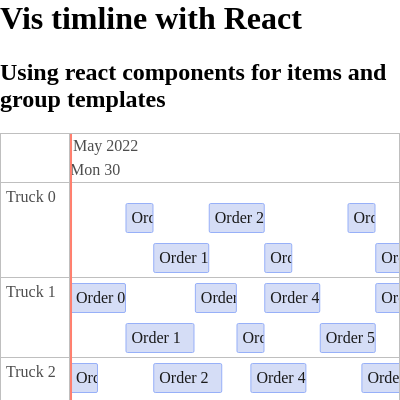 Vis timline with React
Using react components for items and
group templates
May 2022
Mon 30
Truck 0
Ord Order 2 Ord
Order 1 Ord Or
Truck 1
Order 0 Order Order 4 Or
Order 1 Ord Order 5
Truck 2
Ord Order 2 Order 4 Orde